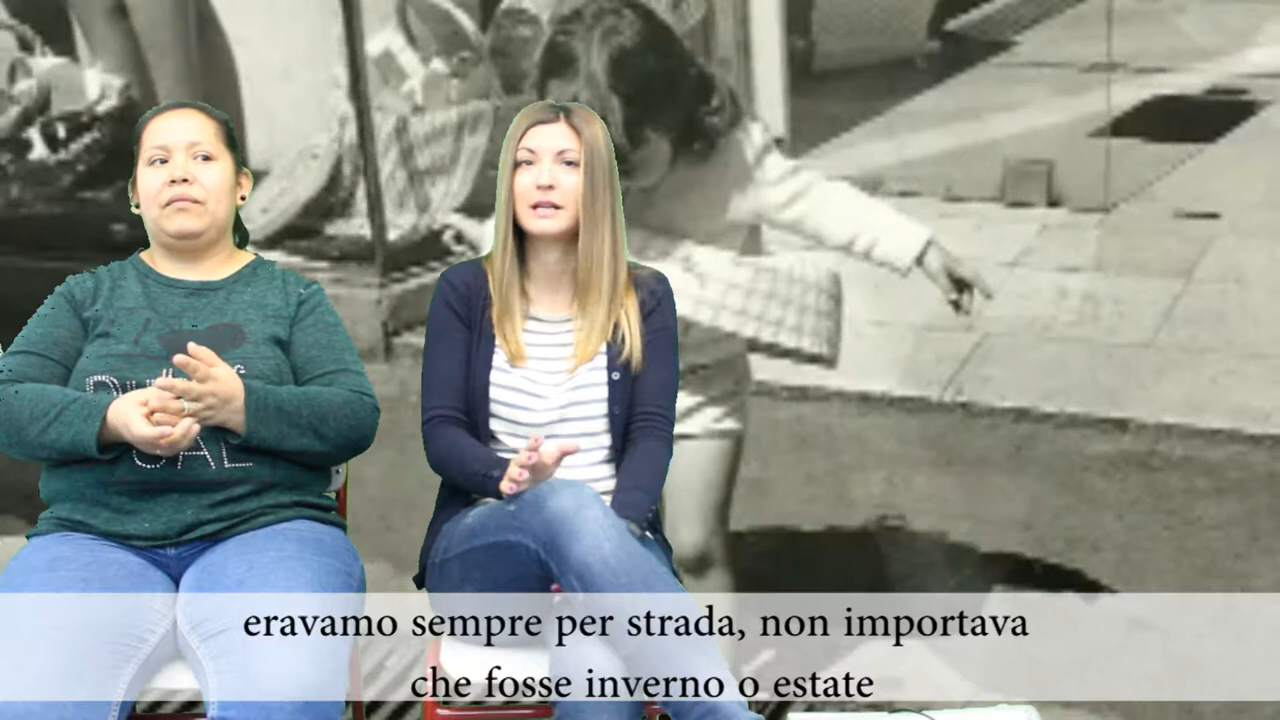 eravamo sempre per strada, non importava
che fosse inverno o estate